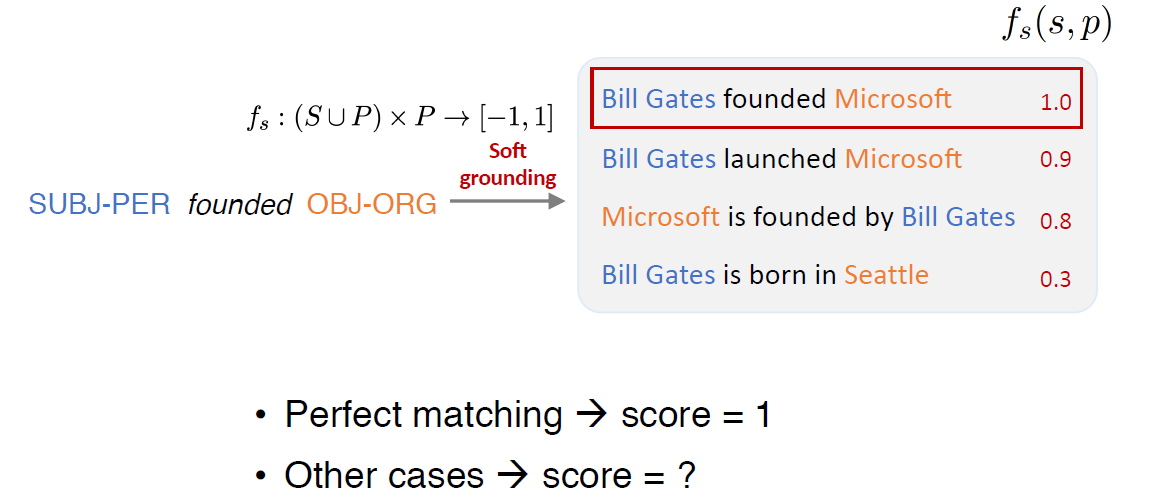 f_s(s, p)
Bill Gates founded Microsoft 1.0
f_s : (S ∪ P) × P → [−1, 1]
Soft
grounding
Bill Gates launched Microsoft 0.9
SUBJ-PER founded OBJ-ORG
Microsoft is founded by Bill Gates 0.8
Bill Gates is born in Seattle 0.3
• Perfect matching → score = 1
• Other cases → score = ?